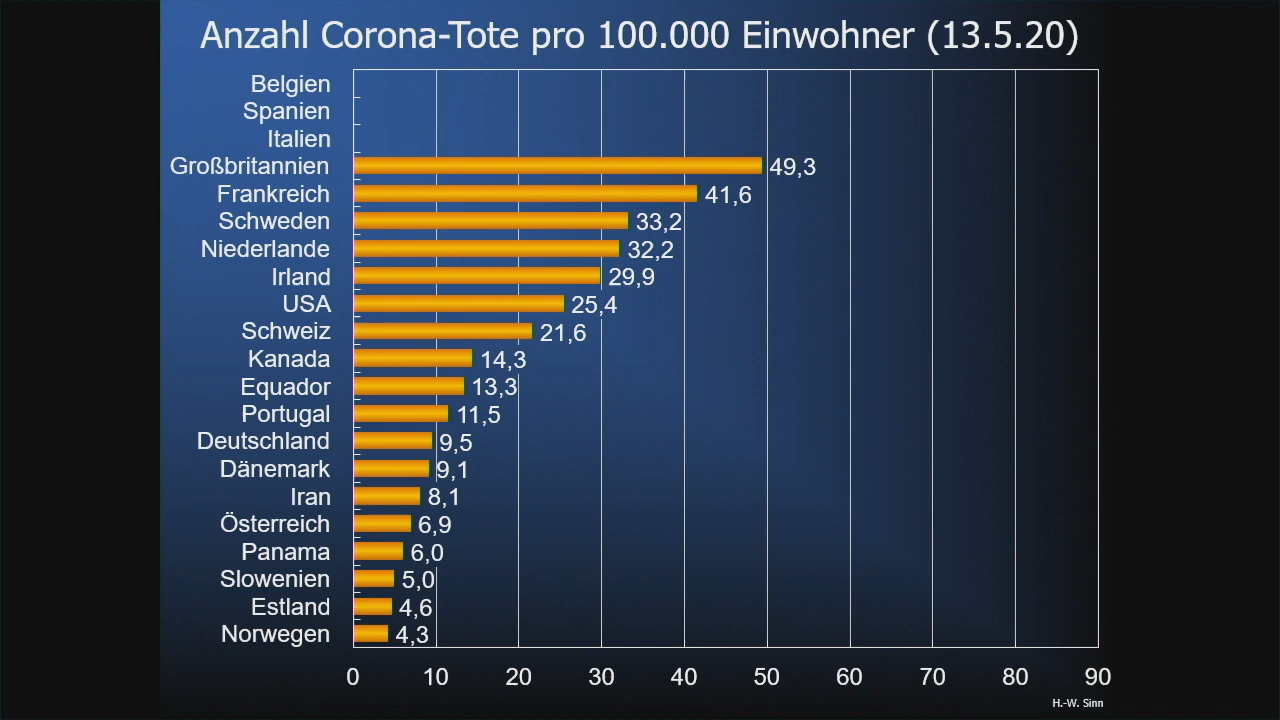 Anzahl Corona-Tote pro 100.000 Einwohner (13.5.20)
Belgien
Spanien
Italien
Großbritannien 49,3
Frankreich 41,6
Schweden 33,2
Niederlande 32,2
Irland 29,9
USA 25,4
Schweiz 21,6
Kanada 14,3
Equador 13,3
Portugal 11,5
Deutschland 9,5
Dänemark 9,1
Iran 8,1
Österreich 6,9
Panama 6,0
Slowenien 5,0
Estland 4,6
Norwegen 4,3
0 10 20 30 40 50 60 70 80 90
H.-W. Sinn